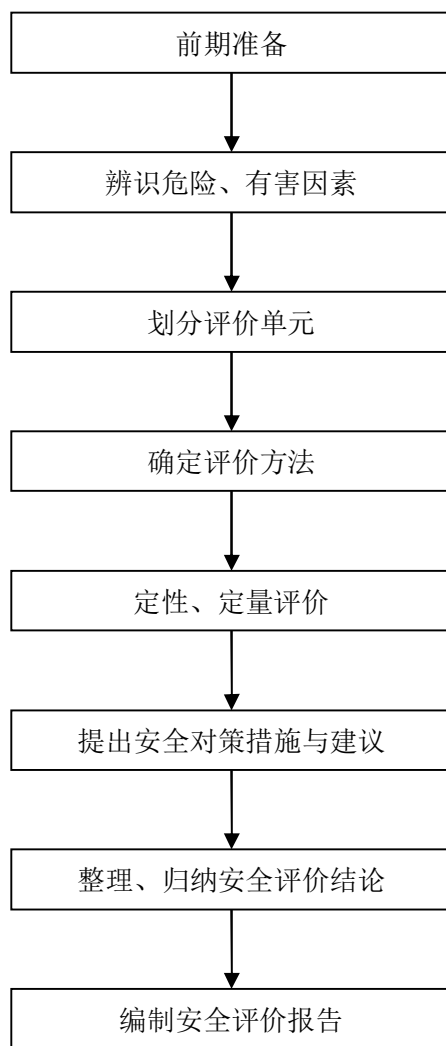 前期准备
辨识危险、有害因素
划分评价单元
确定评价方法
定性、定量评价
提出安全对策措施与建议
整理、归纳安全评价结论
编制安全评价报告